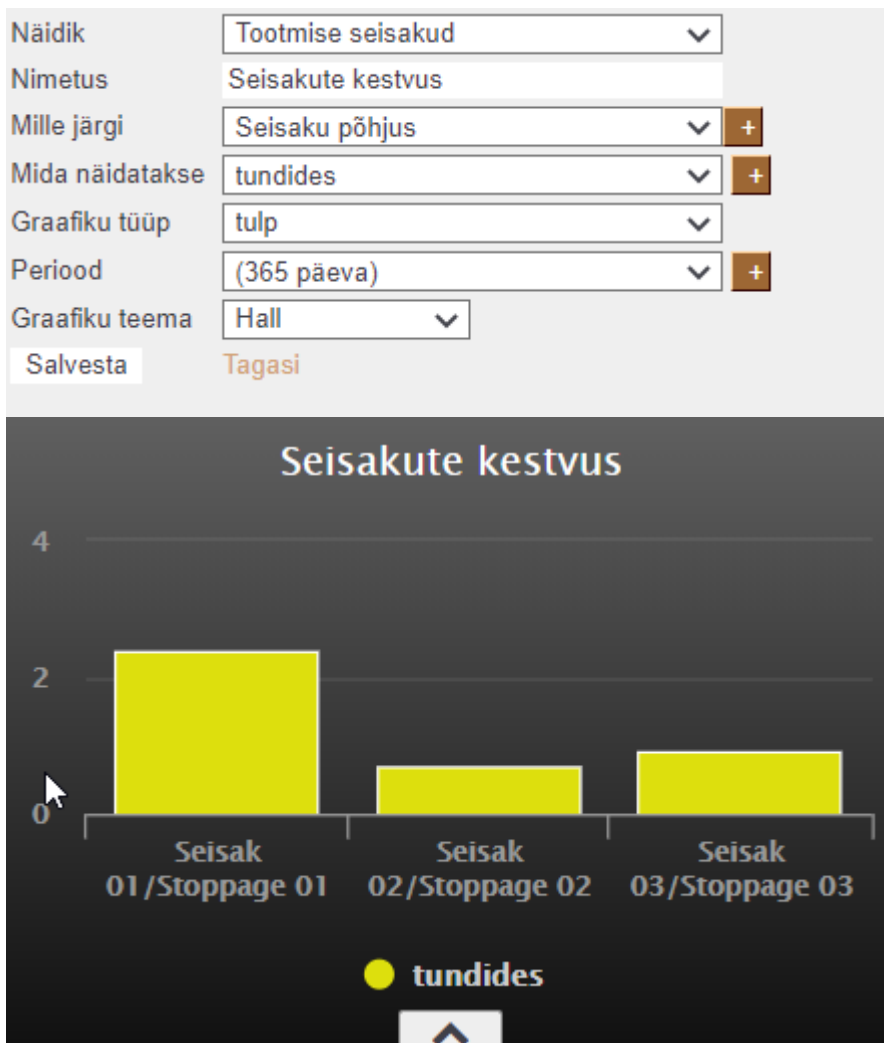 Näidik Tootmise seisakud
Nimetus Seisakute kestvus
Mille järgi Seisaku põhjus +
Mida näidatakse tundides +
Graafiku tüüp tulp
Periood (365 päeva) +
Graafiku teema Hall
Salvesta Tagasi
Seisakute kestvus
4
2
0
Seisak
01/Stoppage 01
Seisak
02/Stoppage 02
Seisak
03/Stoppage 03
tundides